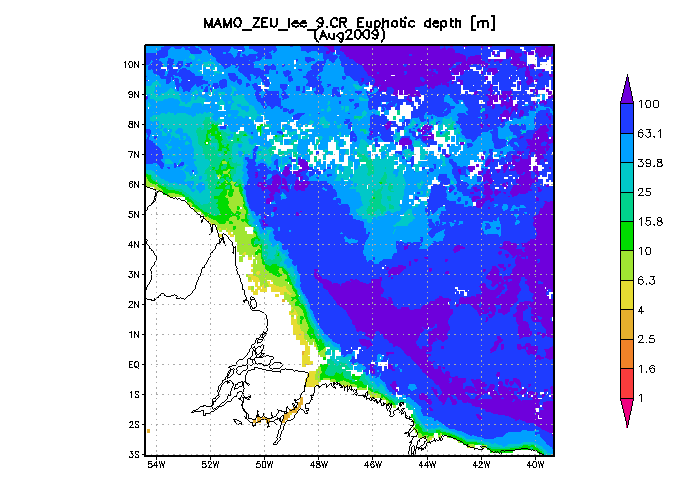 MAMO_ZEU_lee_9.CR Euphotic depth [m]
(Aug2009)
10N
9N
8N
7N
6N
5N
4N
3N
2N
1N
EQ
1S
2S
3S
54W 52W 50W 48W 46W 44W 42W 40W
100
63.1
39.8
25
15.8
10
6.3
4
2.5
1.6
1